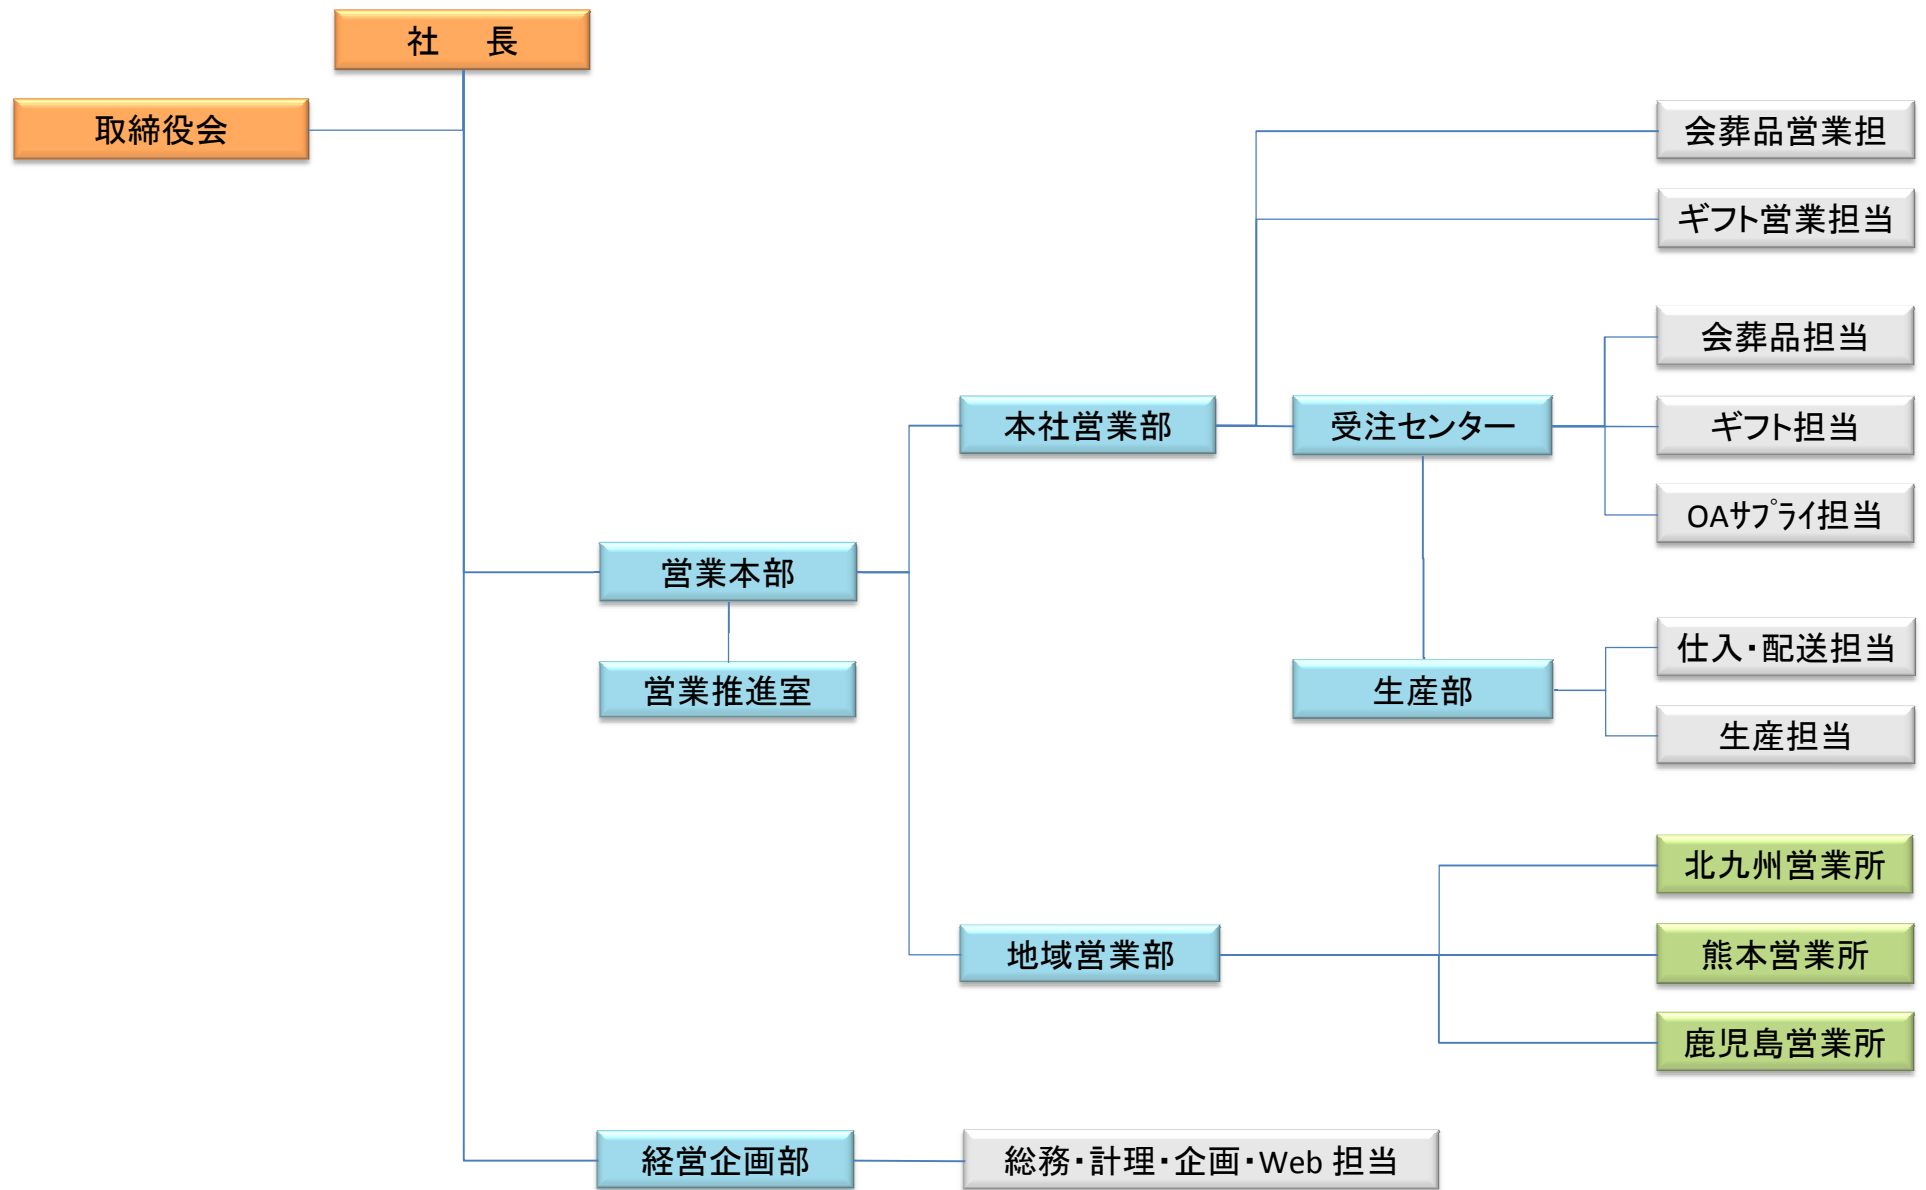 社　長
取締役会
会葬品営業担
ギフト営業担当
会葬品担当
本社営業部
受注センター
ギフト担当
OAサプライ担当
営業本部
営業推進室
仕入・配送担当
生産部
生産担当
北九州営業所
地域営業部
熊本営業所
鹿児島営業所
経営企画部
総務・計理・企画・Web 担当